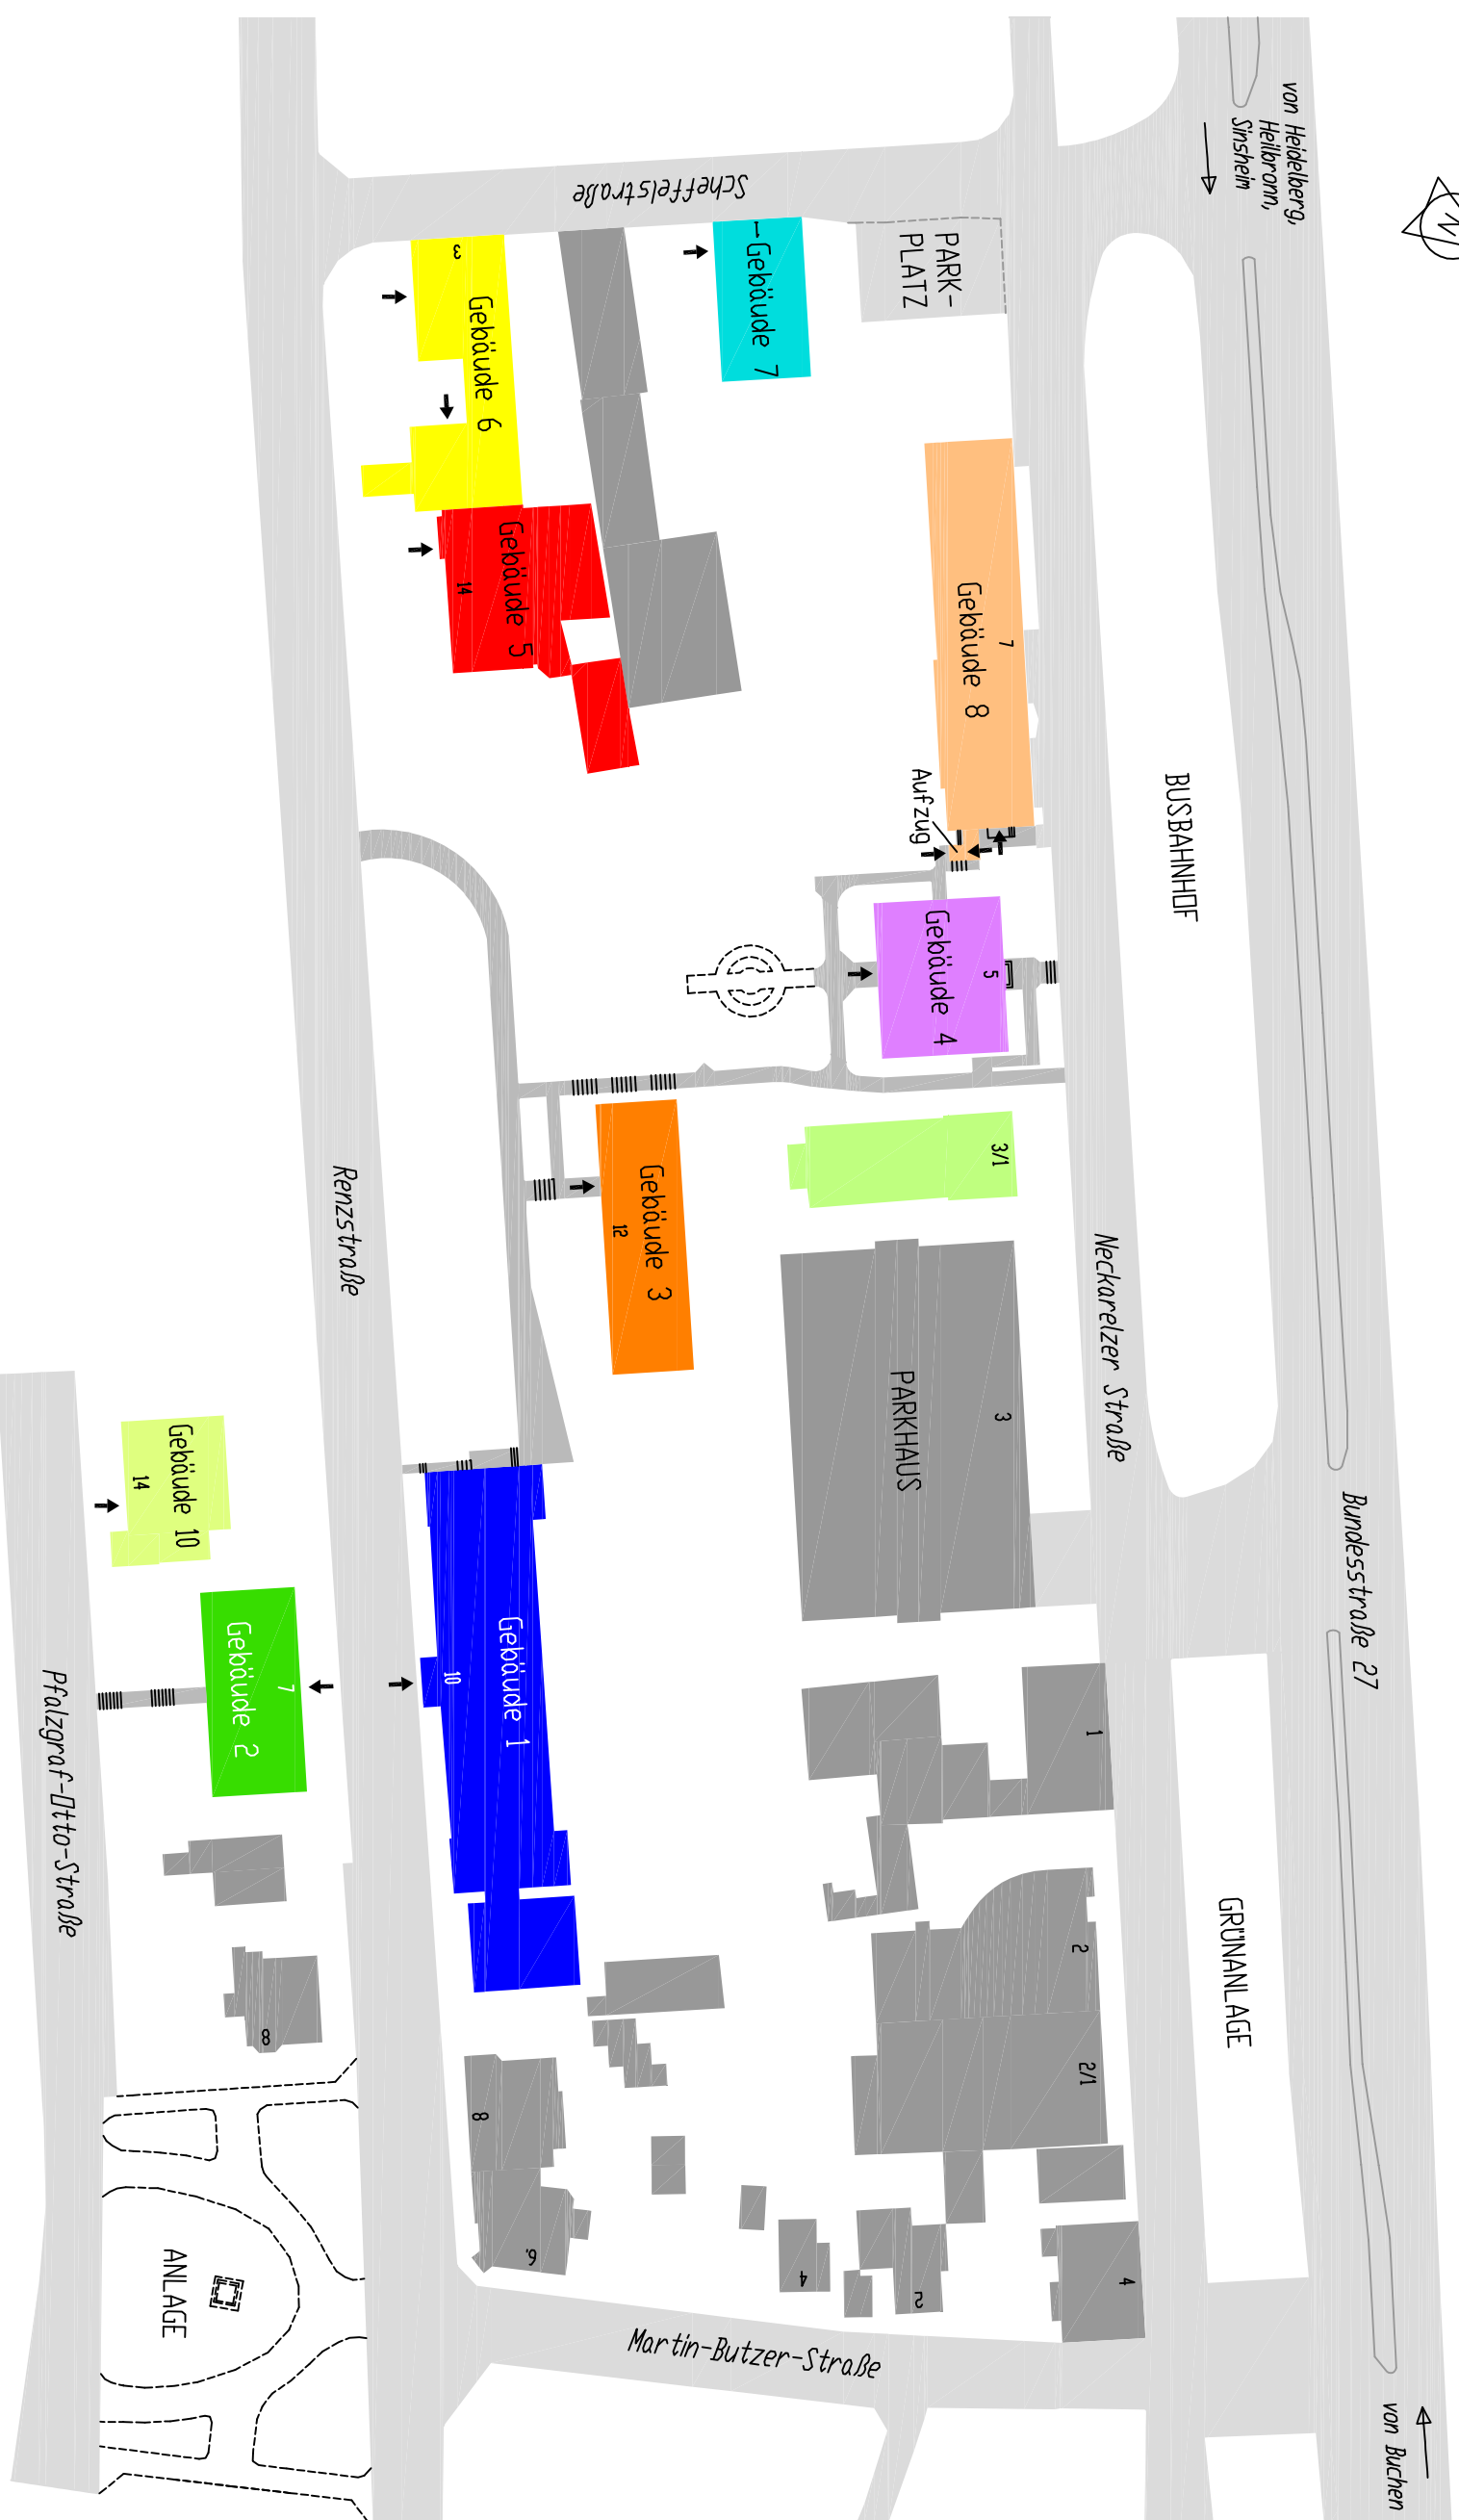 von Heidelberg,
Heilbronn,
Sinsheim
N
Scheffelstraße
PARK-
PLATZ
1
Gebäude 7
3
Gebäude 6
Gebäude 5
14
7
Gebäude 8
Aufzug
BUSBAHNHOF
5
Gebäude 4
3/1
Gebäude 3
12
Renzstraße
Neckarelzer Straße
3
PARKHAUS
Bundesstraße 27
Gebäude 10
14
7
Gebäude 2
Gebäude 1
10
Pfalzgraf-Otto-Straße
1
2
2/1
GRÜNANLAGE
8
8
6
4
2
4
ANLAGE
Martin-Butzer-Straße
von Buchen